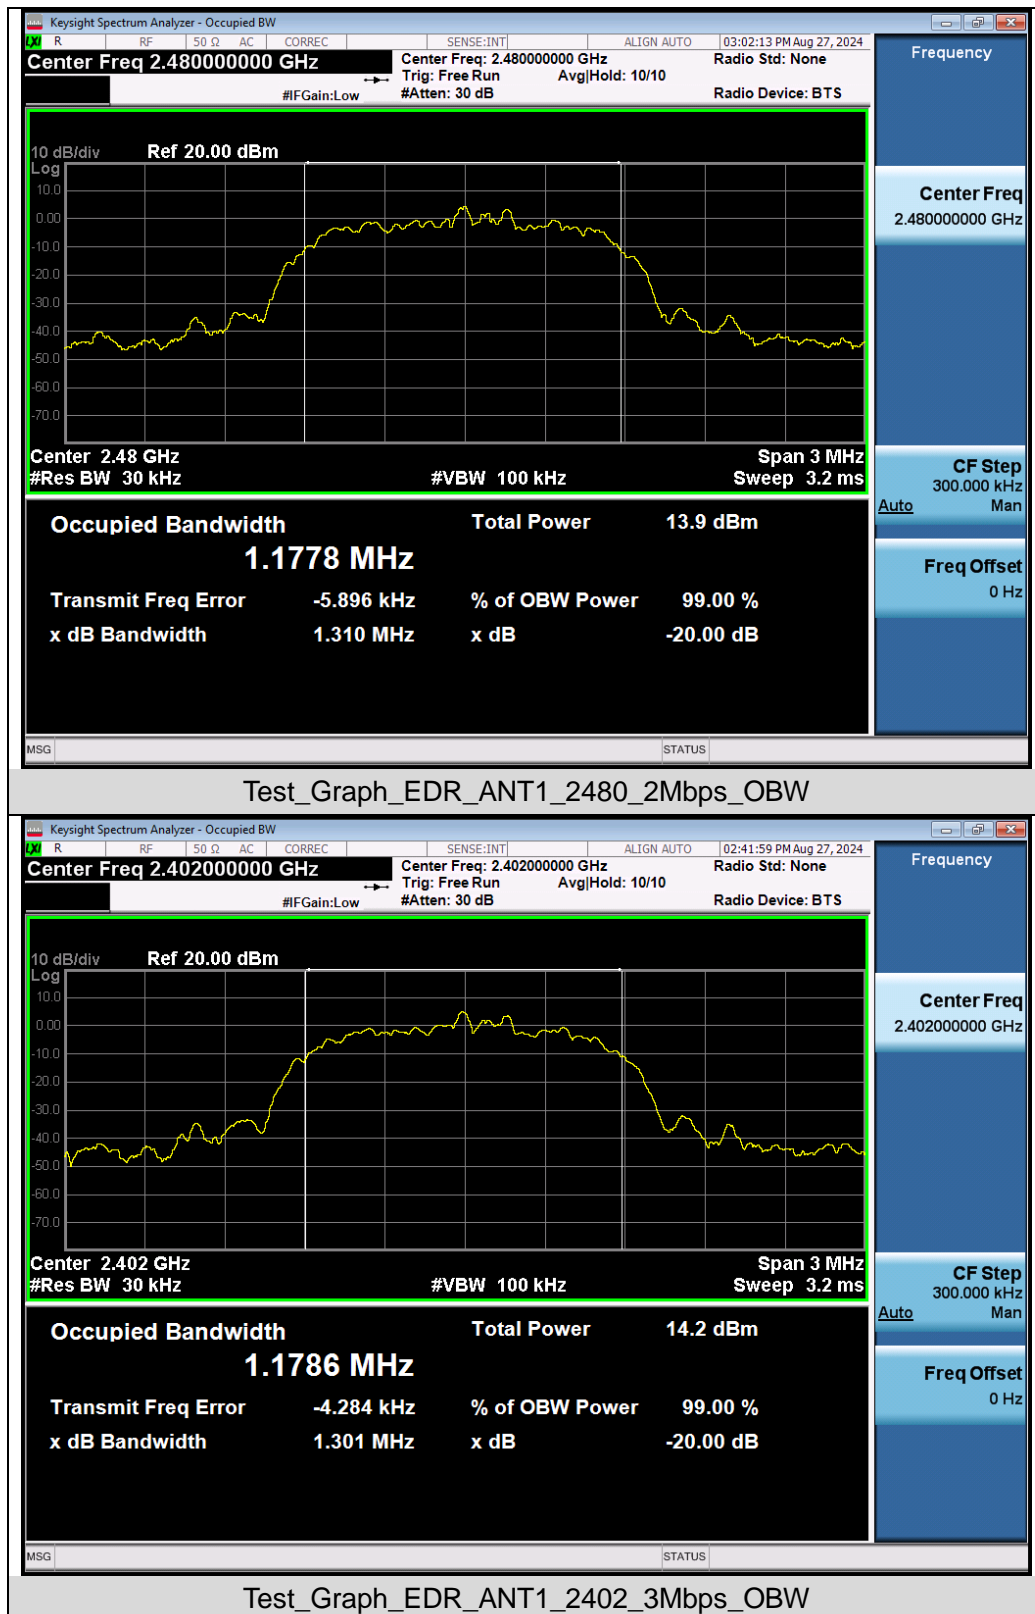 Keysight Spectrum Analyzer - Occupied BW
LXI R RF 50 Ω AC CORREC SENSE:INT ALIGN AUTO 03:02:13 PM Aug 27, 2024
Center Freq 2.480000000 GHz
Center Freq: 2.480000000 GHz Radio Std: None
Trig: Free Run Avg|Hold: 10/10
#IFGain:Low #Atten: 30 dB Radio Device: BTS
10 dB/div Ref 20.00 dBm
Log
10.0
0.00
-10.0
-20.0
-30.0
-40.0
-50.0
-60.0
-70.0
Center 2.48 GHz Span 3 MHz
#Res BW 30 kHz #VBW 100 kHz Sweep 3.2 ms
Occupied Bandwidth Total Power 13.9 dBm
1.1778 MHz
Transmit Freq Error -5.896 kHz % of OBW Power 99.00 %
x dB Bandwidth 1.310 MHz x dB -20.00 dB
MSG STATUS
Frequency
Center Freq
2.480000000 GHz
CF Step
300.000 kHz
Auto Man
Freq Offset
0 Hz
Test_Graph_EDR_ANT1_2480_2Mbps_OBW
Keysight Spectrum Analyzer - Occupied BW
LXI R RF 50 Ω AC CORREC SENSE:INT ALIGN AUTO 02:41:59 PM Aug 27, 2024
Center Freq 2.402000000 GHz
Center Freq: 2.402000000 GHz Radio Std: None
Trig: Free Run Avg|Hold: 10/10
#IFGain:Low #Atten: 30 dB Radio Device: BTS
10 dB/div Ref 20.00 dBm
Log
10.0
0.00
-10.0
-20.0
-30.0
-40.0
-50.0
-60.0
-70.0
Center 2.402 GHz Span 3 MHz
#Res BW 30 kHz #VBW 100 kHz Sweep 3.2 ms
Occupied Bandwidth Total Power 14.2 dBm
1.1786 MHz
Transmit Freq Error -4.284 kHz % of OBW Power 99.00 %
x dB Bandwidth 1.301 MHz x dB -20.00 dB
MSG STATUS
Frequency
Center Freq
2.402000000 GHz
CF Step
300.000 kHz
Auto Man
Freq Offset
0 Hz
Test_Graph_EDR_ANT1_2402_3Mbps_OBW